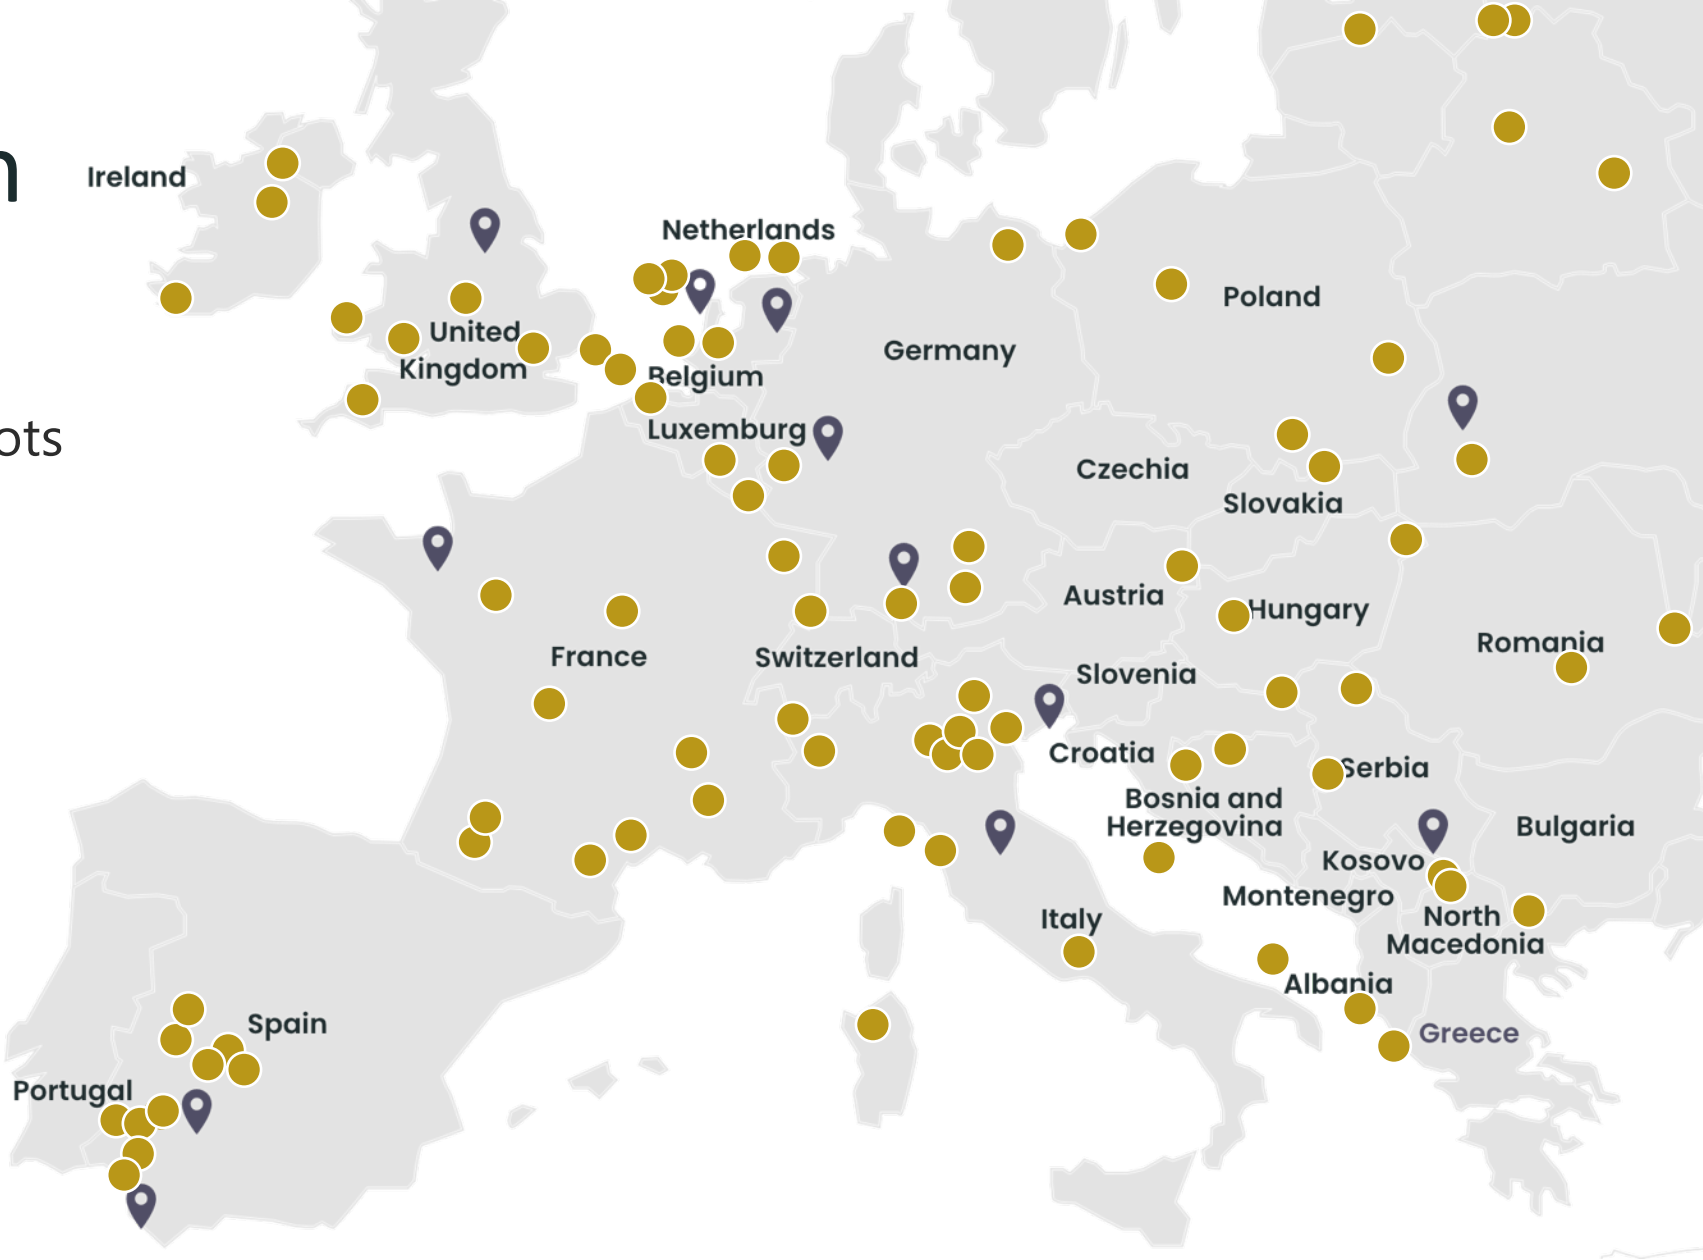 n
Ireland
Netherlands
Poland
United
Kingdom
Germany
Belgium
Luxemburg
ots
Czechia
Slovakia
Austria
Hungary
Romania
France
Switzerland
Slovenia
Croatia
Serbia
Bosnia and
Herzegovina
Bulgaria
Kosovo
Montenegro
Italy
North
Macedonia
Albania
Spain
Greece
Portugal